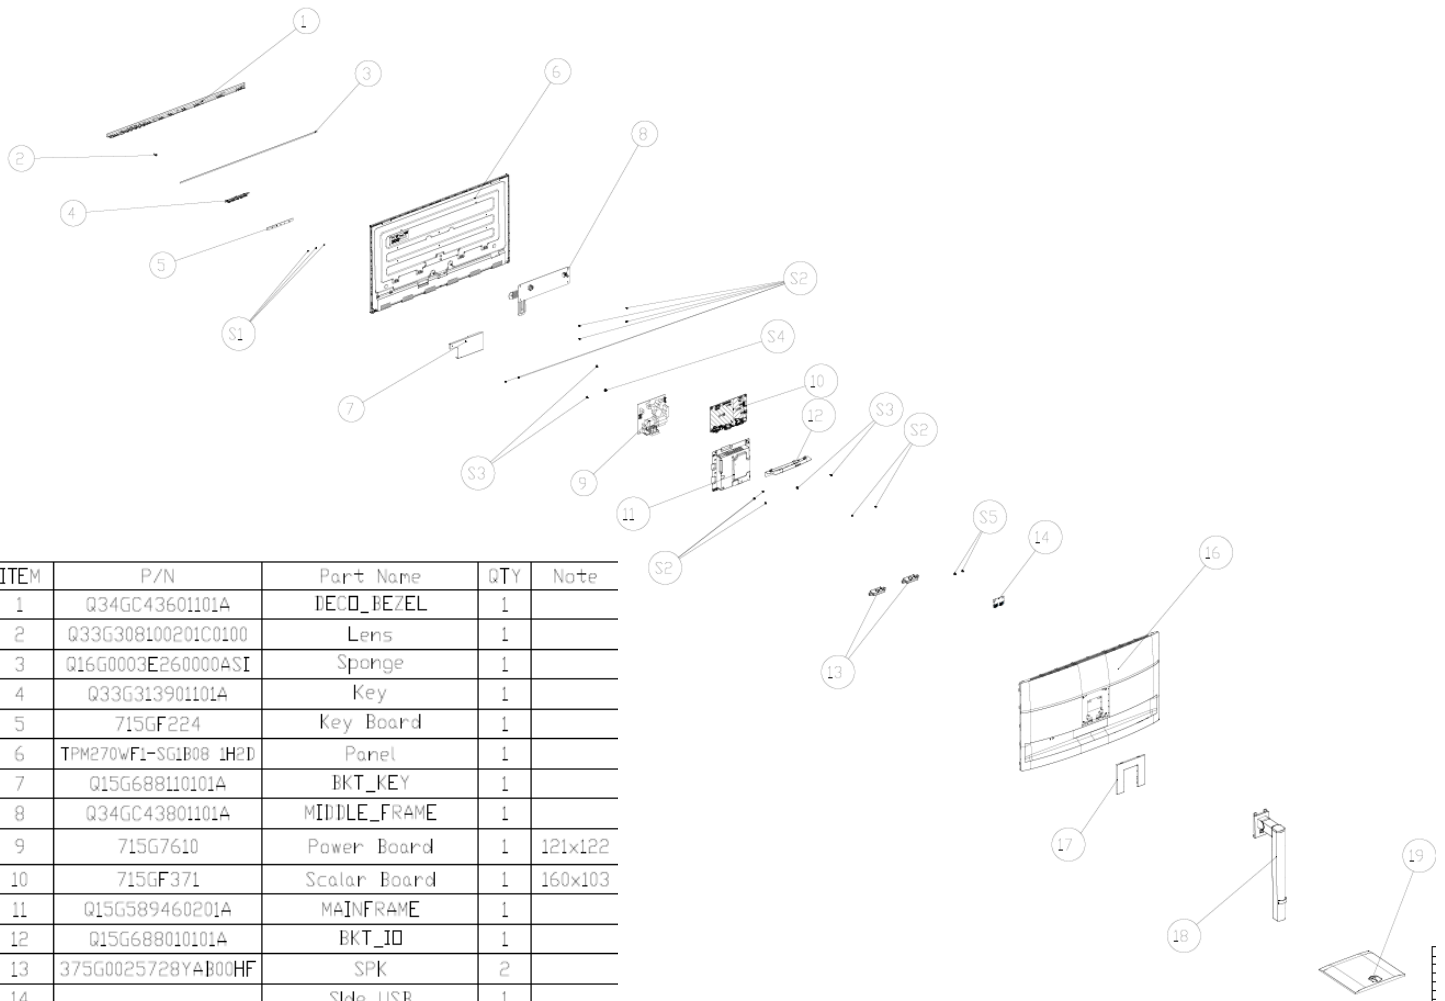 1
3
6
8
2
4
5
S2
S1
S4
10
7
12
S3
S2
S3
9
11
S5
14
16
S2
13
17
19
18
ITEM P/N Part Name QTY Note
1 Q34GC43601101A DECO_BEZEL 1
2 Q33G308100201C0100 Lens 1
3 Q16G0003E260000ASI Sponge 1
4 Q33G313901101A Key 1
5 715GF224 Key Board 1
6 TPM270WF1-SG1B08 1H2D Panel 1
7 Q15G688110101A BKT_KEY 1
8 Q34GC43801101A MIDDLE_FRAME 1
9 715G7610 Power Board 1 121x122
10 715GF371 Scalar Board 1 160x103
11 Q15G589460201A MAINFRAME 1
12 Q15G688010101A BKT_IO 1
13 375G0025728YAB00HF SPK 2
14 SIde USB 1